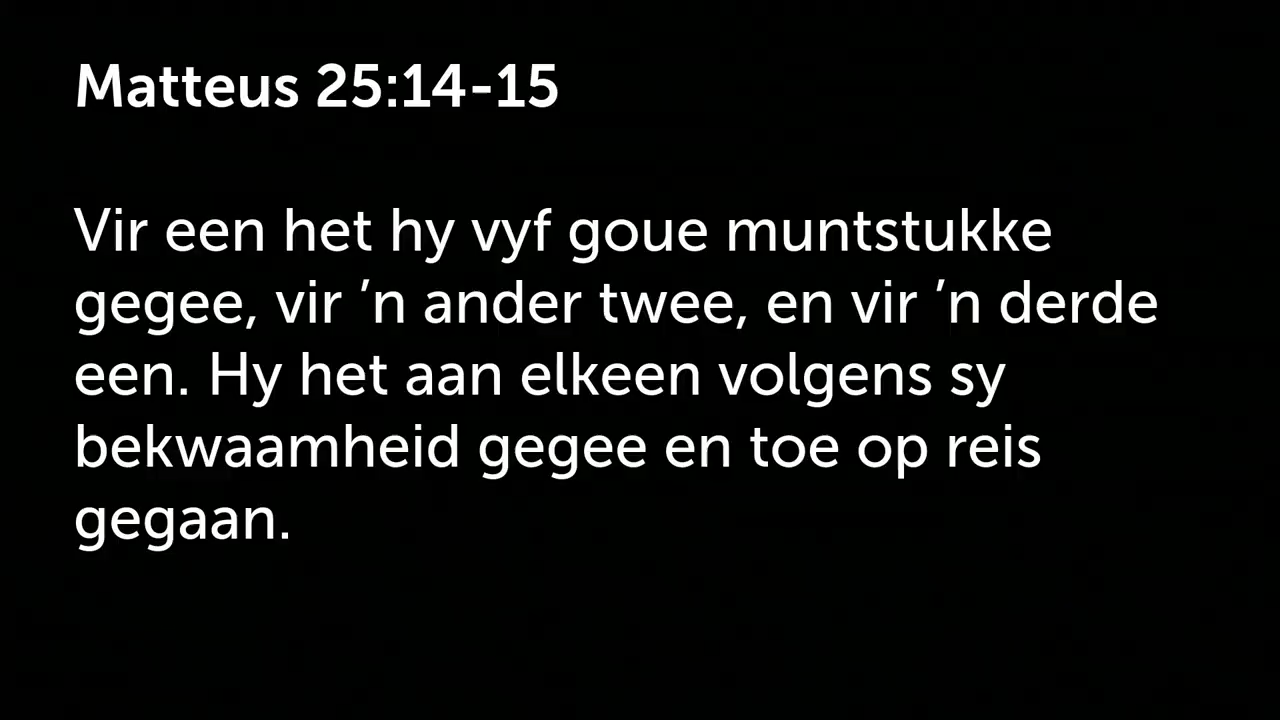 Matteus 25:14-15
Vir een het hy vyf goue muntstukke
gegee, vir ’n ander twee, en vir ’n derde
een. Hy het aan elkeen volgens sy
bekwaamheid gegee en toe op reis
gegaan.